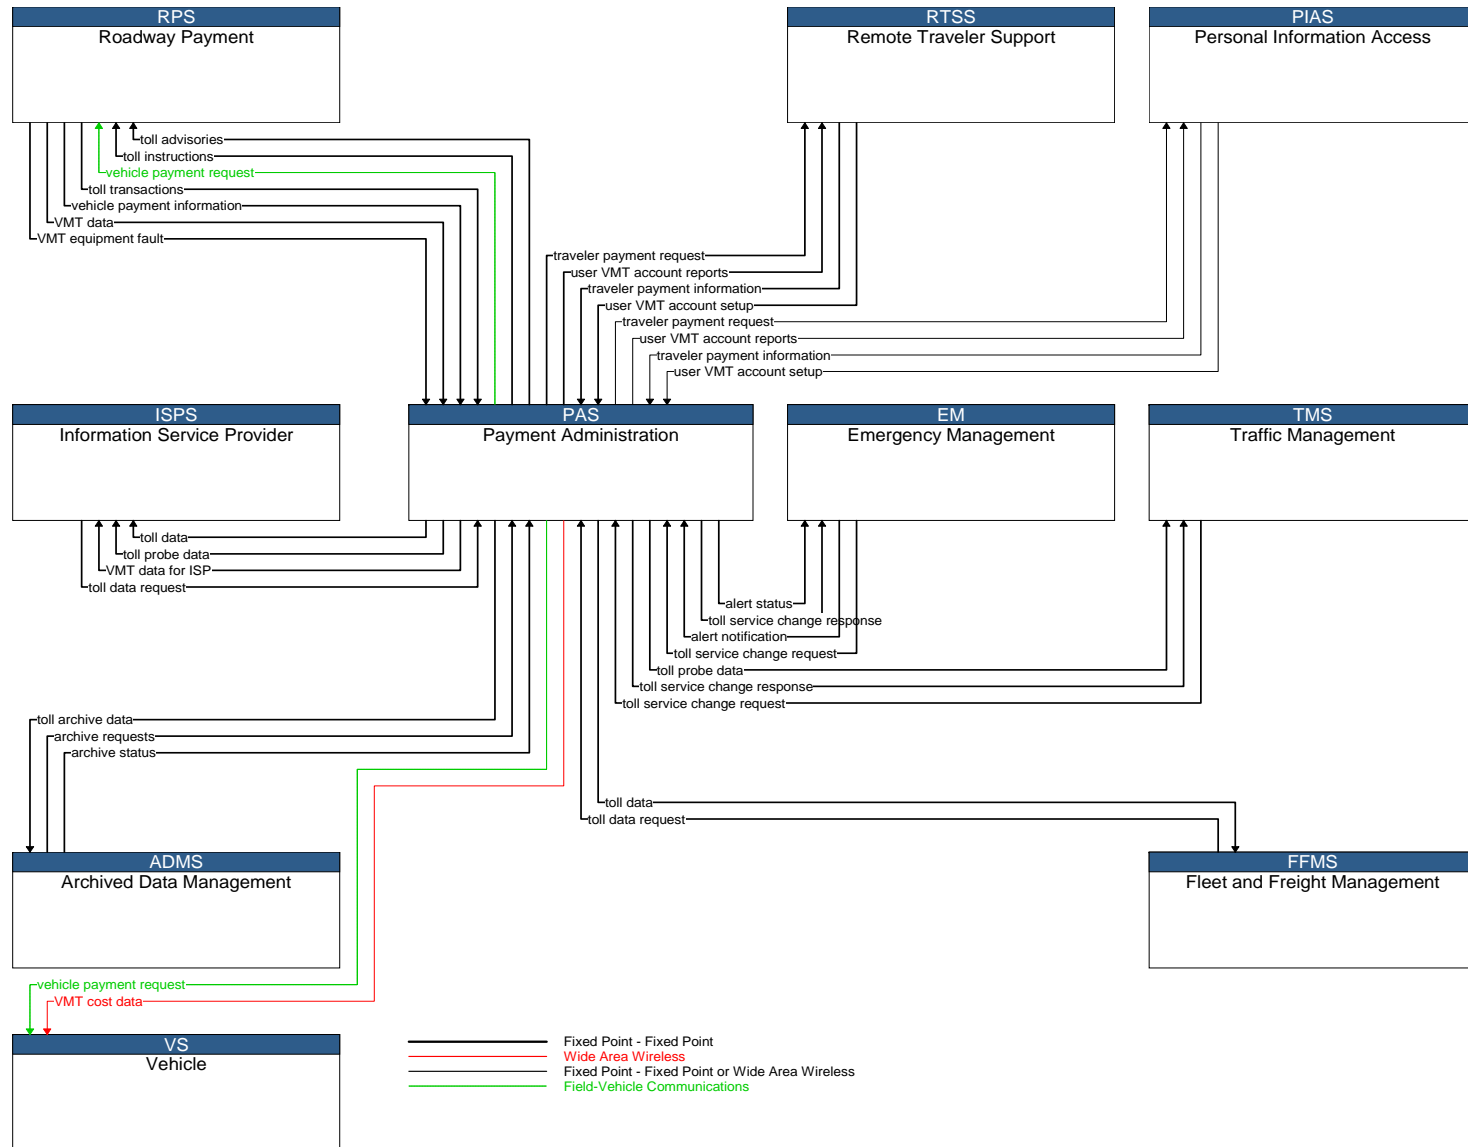 RPS
Roadway Payment
RTSS
Remote Traveler Support
PIAS
Personal Information Access
toll advisories
toll instructions
vehicle payment request
toll transactions
vehicle payment information
VMT data
VMT equipment fault
traveler payment request
user VMT account reports
traveler payment information
user VMT account setup
traveler payment request
user VMT account reports
traveler payment information
user VMT account setup
ISPS
Information Service Provider
PAS
Payment Administration
EM
Emergency Management
TMS
Traffic Management
toll data
toll probe data
VMT data for ISP
toll data request
alert status
toll service change response
alert notification
toll service change request
toll probe data
toll service change response
toll service change request
toll archive data
archive requests
archive status
toll data
toll data request
ADMS
Archived Data Management
FFMS
Fleet and Freight Management
vehicle payment request
VMT cost data
VS
Vehicle
Fixed Point - Fixed Point
Wide Area Wireless
Fixed Point - Fixed Point or Wide Area Wireless
Field-Vehicle Communications